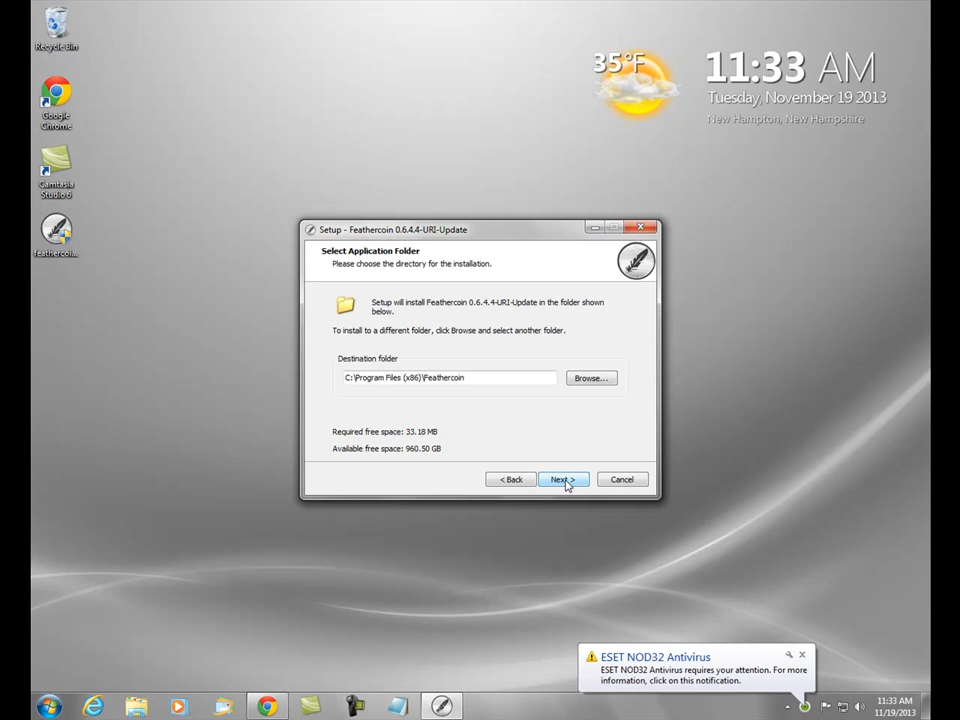 Recycle Bin
Google
Chrome
Camtasia
Studio 6
feathercoi...
35°F
11:33 AM
Tuesday, November 19 2013
New Hampton, New Hampshire
Setup - Feathercoin 0.6.4.4-URI-Update
Select Application Folder
Please choose the directory for the installation.
Setup will install Feathercoin 0.6.4.4-URI-Update in the folder shown
below.
To install to a different folder, click Browse and select another folder.
Destination folder
C:\Program Files (x86)\Feathercoin
Browse...
Required free space: 33.18 MB
Available free space: 960.50 GB
< Back
Next >
Cancel
ESET NOD32 Antivirus
ESET NOD32 Antivirus requires your attention. For more
information, click on this notification.
11:33 AM
11/19/2013